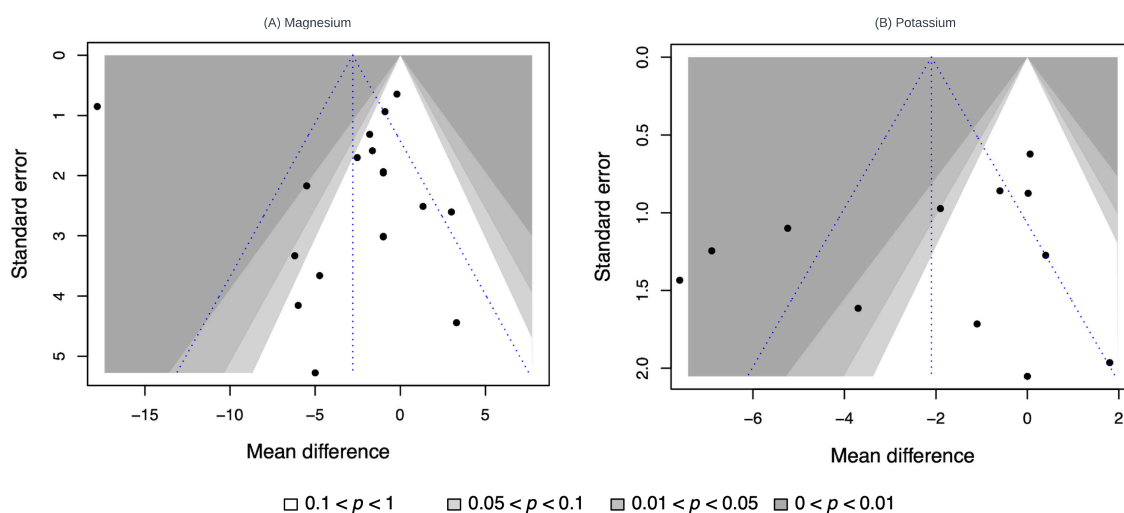 (A) Magnesium
Standard error
0
1
2
3
4
5
−15
−10
−5
0
5
Mean difference
(B) Potassium
Standard error
0.0
0.5
1.0
1.5
2.0
−6
−4
−2
0
2
Mean difference
0.1 < p < 1
0.05 < p < 0.1
0.01 < p < 0.05
0 < p < 0.01